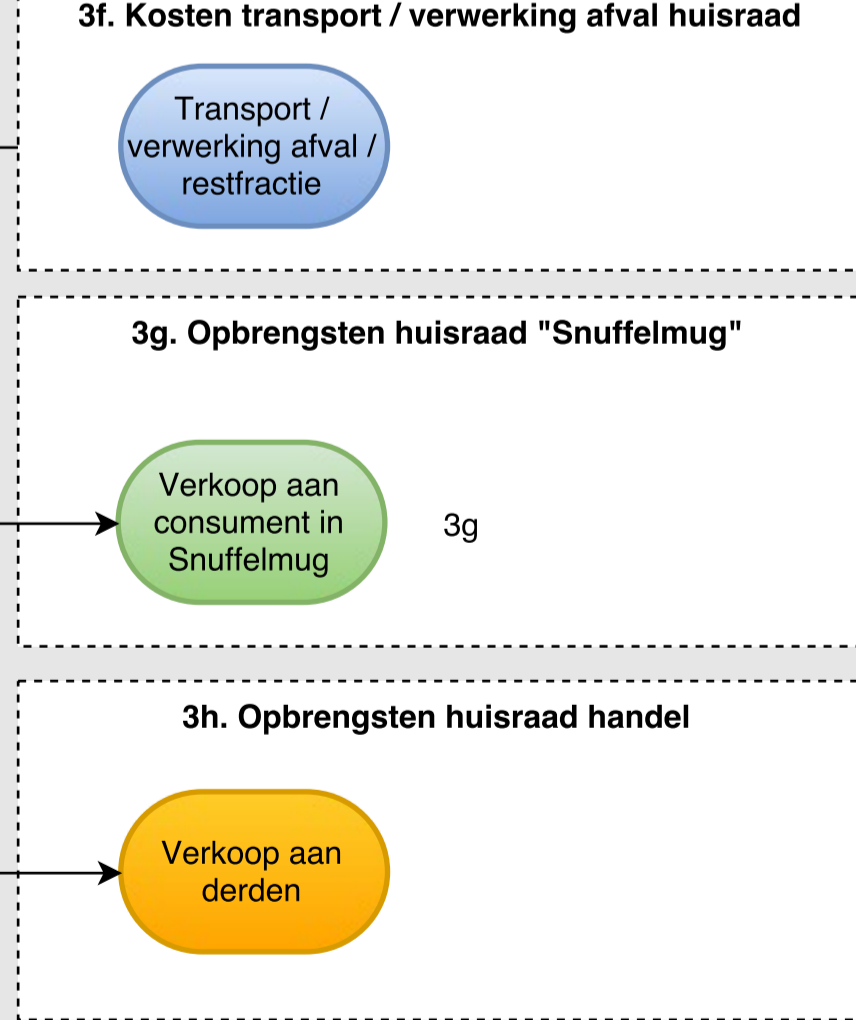 3f. Kosten transport / verwerking afval huisraad
Transport /
verwerking afval /
restfractie
3g. Opbrengsten huisraad "Snuffelmug"
Verkoop aan
consument in
Snuffelmug
3g
3h. Opbrengsten huisraad handel
Verkoop aan
derden